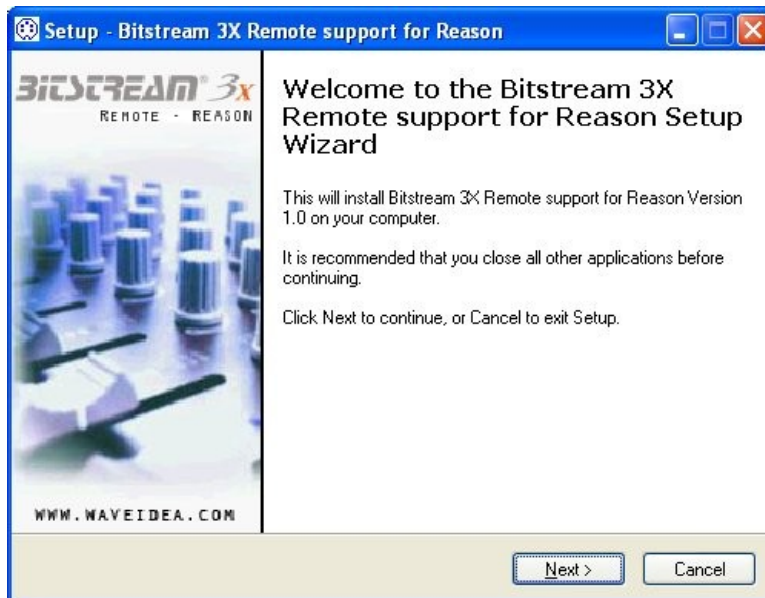 Setup - Bitstream 3X Remote support for Reason
BITSTREAM® 3X
REMOTE - REASON
Welcome to the Bitstream 3X
Remote support for Reason Setup
Wizard
This will install Bitstream 3X Remote support for Reason Version
1.0 on your computer.
It is recommended that you close all other applications before
continuing.
Click Next to continue, or Cancel to exit Setup.
WWW.WAVEIDEA.COM
Next >
Cancel